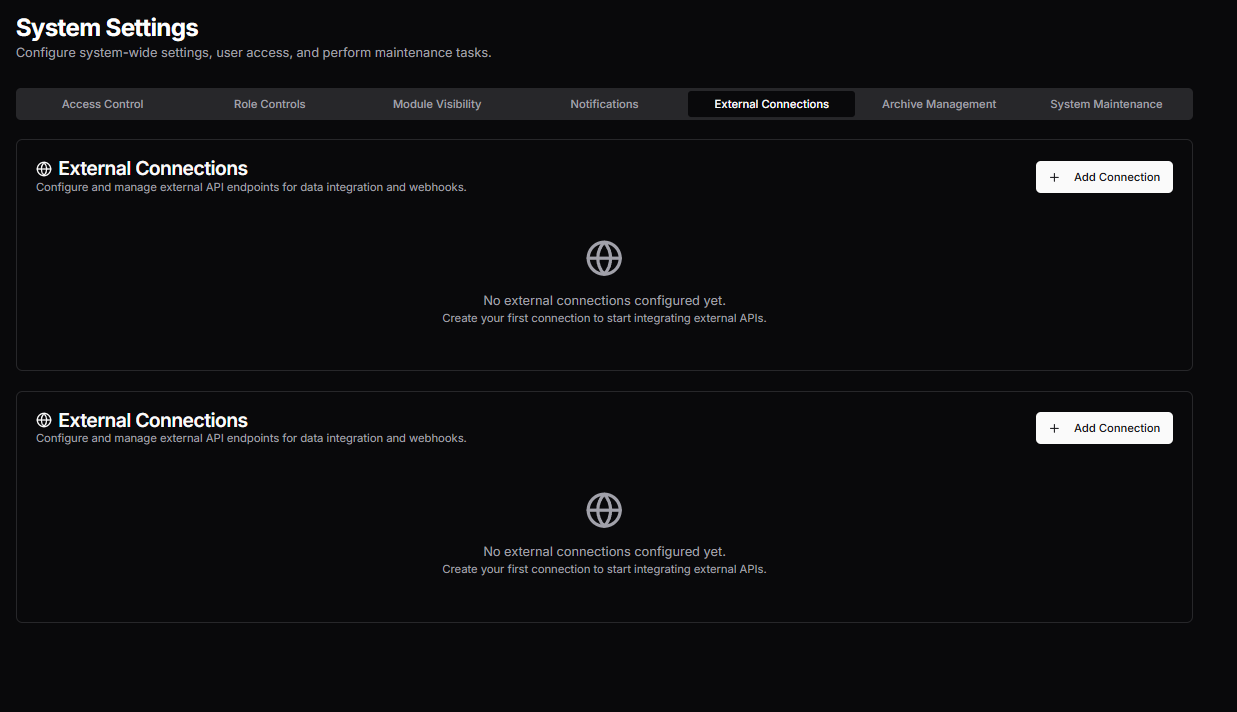 System Settings
Configure system-wide settings, user access, and perform maintenance tasks.
Access Control Role Controls Module Visibility Notifications External Connections Archive Management System Maintenance
External Connections
Configure and manage external API endpoints for data integration and webhooks.
+ Add Connection
No external connections configured yet.
Create your first connection to start integrating external APIs.
External Connections
Configure and manage external API endpoints for data integration and webhooks.
+ Add Connection
No external connections configured yet.
Create your first connection to start integrating external APIs.